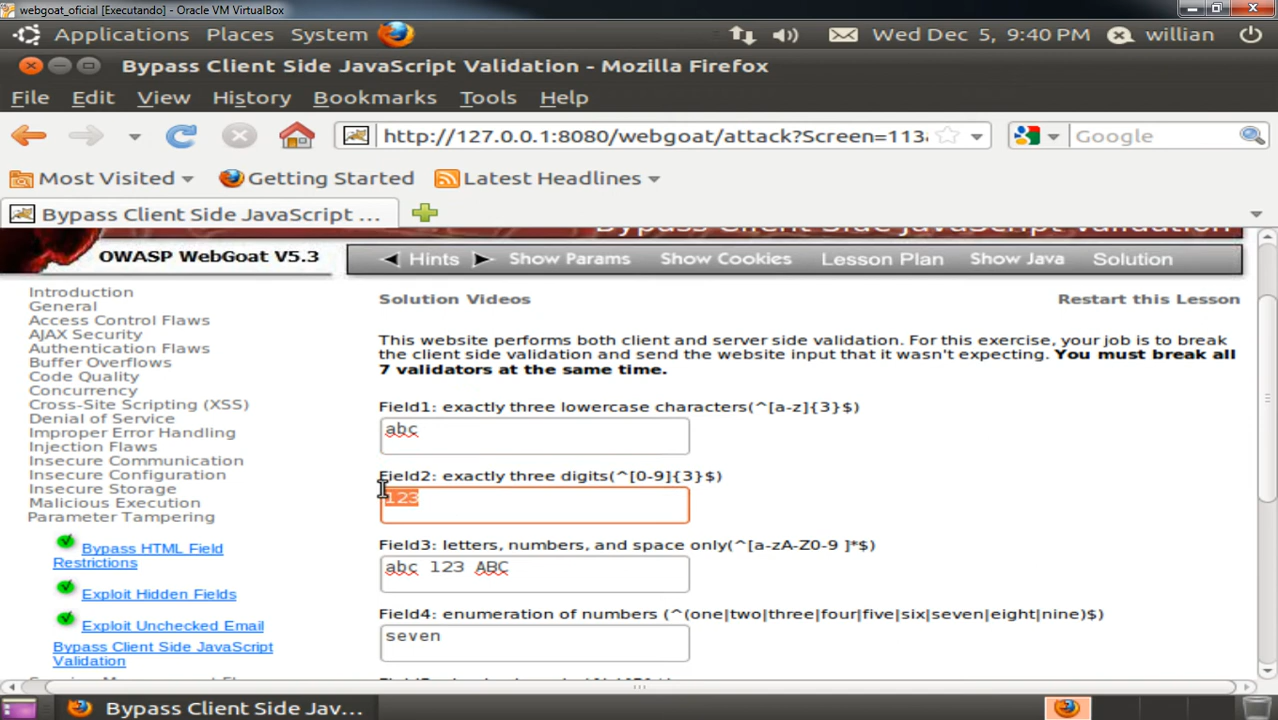 webgoat_oficial [Executando] - Oracle VM VirtualBox
Applications Places System Wed Dec 5, 9:40 PM willian
Bypass Client Side JavaScript Validation - Mozilla Firefox
File Edit View History Bookmarks Tools Help
http://127.0.0.1:8080/webgoat/attack?Screen=113 Google
Most Visited Getting Started Latest Headlines
Bypass Client Side JavaScript ...
Bypass Client Side JavaScript Validation
OWASP WebGoat V5.3
Hints Show Params Show Cookies Lesson Plan Show Java Solution
Introduction
General
Access Control Flaws
AJAX Security
Authentication Flaws
Buffer Overflows
Code Quality
Concurrency
Cross-Site Scripting (XSS)
Denial of Service
Improper Error Handling
Injection Flaws
Insecure Communication
Insecure Configuration
Insecure Storage
Malicious Execution
Parameter Tampering
Bypass HTML Field
Restrictions
Exploit Hidden Fields
Exploit Unchecked Email
Bypass Client Side JavaScript
Validation
Solution Videos
Restart this Lesson
This website performs both client and server side validation. For this exercise, your job is to break
the client side validation and send the website input that it wasn't expecting. You must break all
7 validators at the same time.
Field1: exactly three lowercase characters(^[a-z]{3}$)
abc
Field2: exactly three digits(^[0-9]{3}$)
123
Field3: letters, numbers, and space only(^[a-zA-Z0-9 ]*$)
abc 123 ABC
Field4: enumeration of numbers (^(one|two|three|four|five|six|seven|eight|nine)$)
seven
Bypass Client Side Jav...